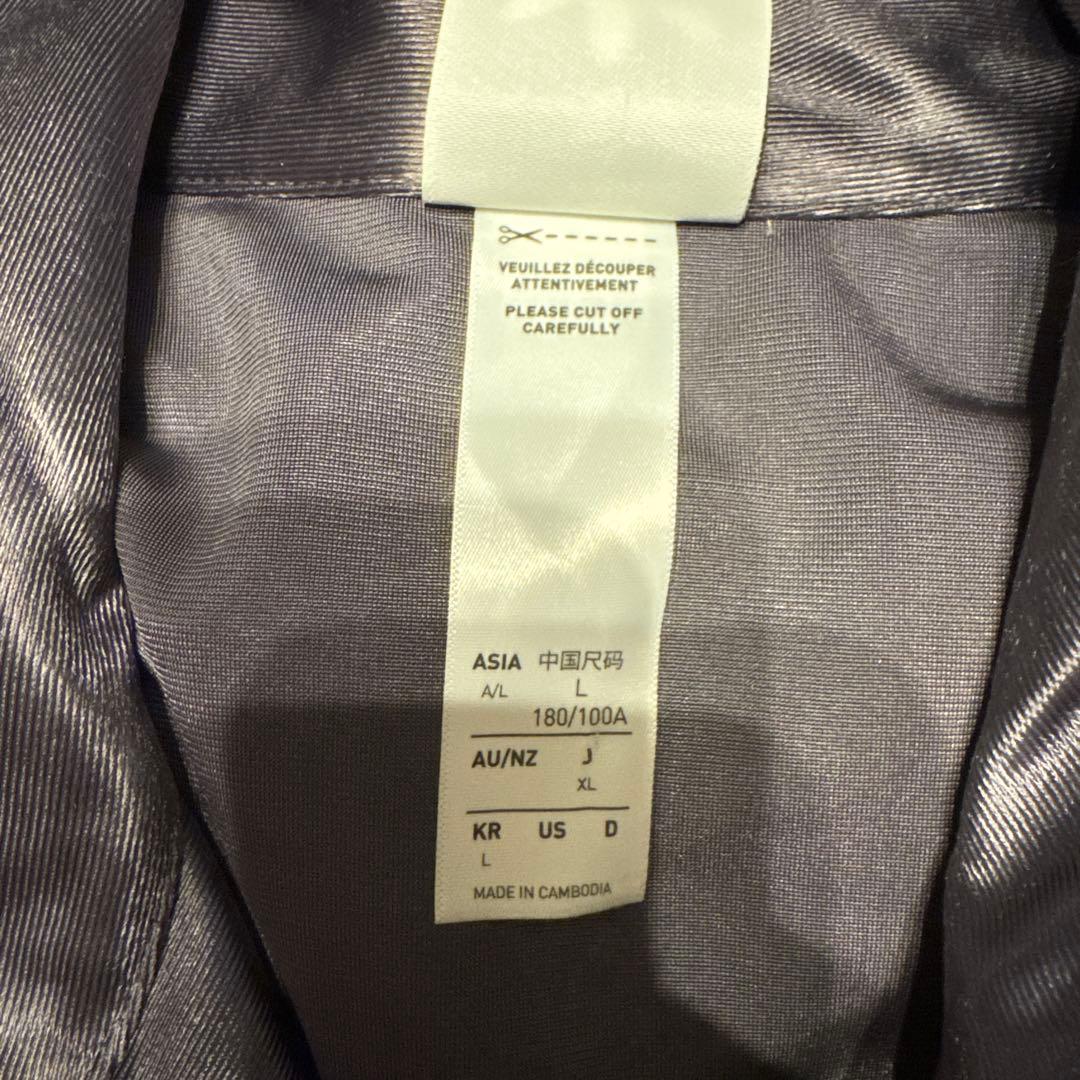 VEUILLEZ DÉCOUPER
ATTENTIVEMENT
PLEASE CUT OFF
CAREFULLY
ASIA 中国尺码
A/L L
180/100A
AU/NZ J
XL
KR US D
L
MADE IN CAMBODIA